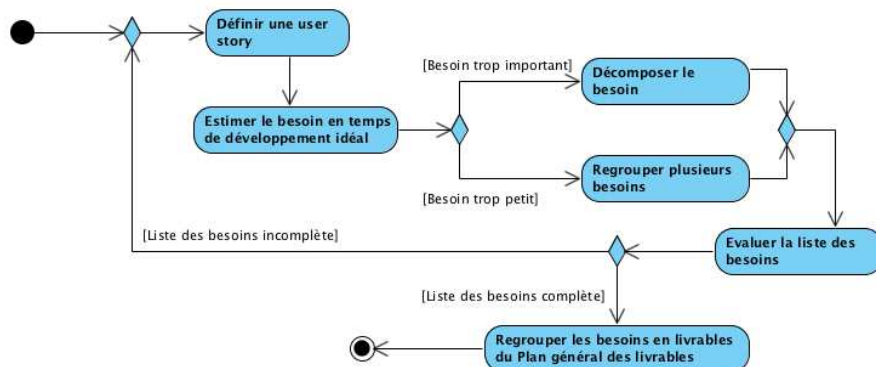 Définir une user
story
Estimer le besoin en temps
de développement idéal
[Besoin trop important]
Décomposer le
besoin
[Besoin trop petit]
Regrouper plusieurs
besoins
Evaluer la liste des
besoins
[Liste des besoins incomplète]
[Liste des besoins complète]
Regrouper les besoins en livrables
du Plan général des livrables